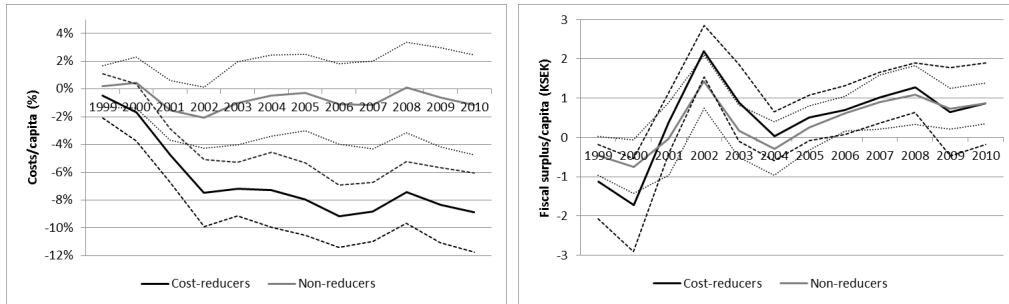 4%
2%
0%
-2%
-4%
-6%
-8%
-10%
-12%
Costs/capita (%)
1999 2000 2001 2002 2003 2004 2005 2006 2007 2008 2009 2010
Cost-reducers Non-reducers
3
2
1
0
-1
-2
-3
Fiscal surplus/capita (KSEK)
1999 2000 2001 2002 2003 2004 2005 2006 2007 2008 2009 2010
Cost-reducers Non-reducers